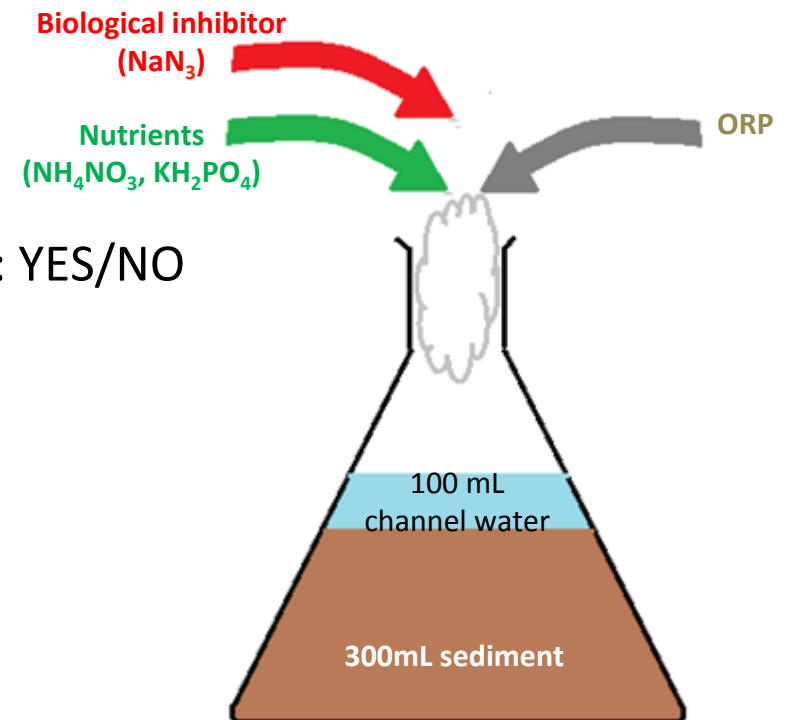 Biological inhibitor
(NaN₃)
ORP
Nutrients
(NH₄NO₃, KH₂PO₄)
: YES/NO
100 mL
channel water
300mL sediment